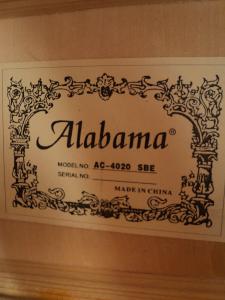 Alabama®
MODEL NO: AC-4020 SBE
SERIAL NO:
MADE IN CHINA